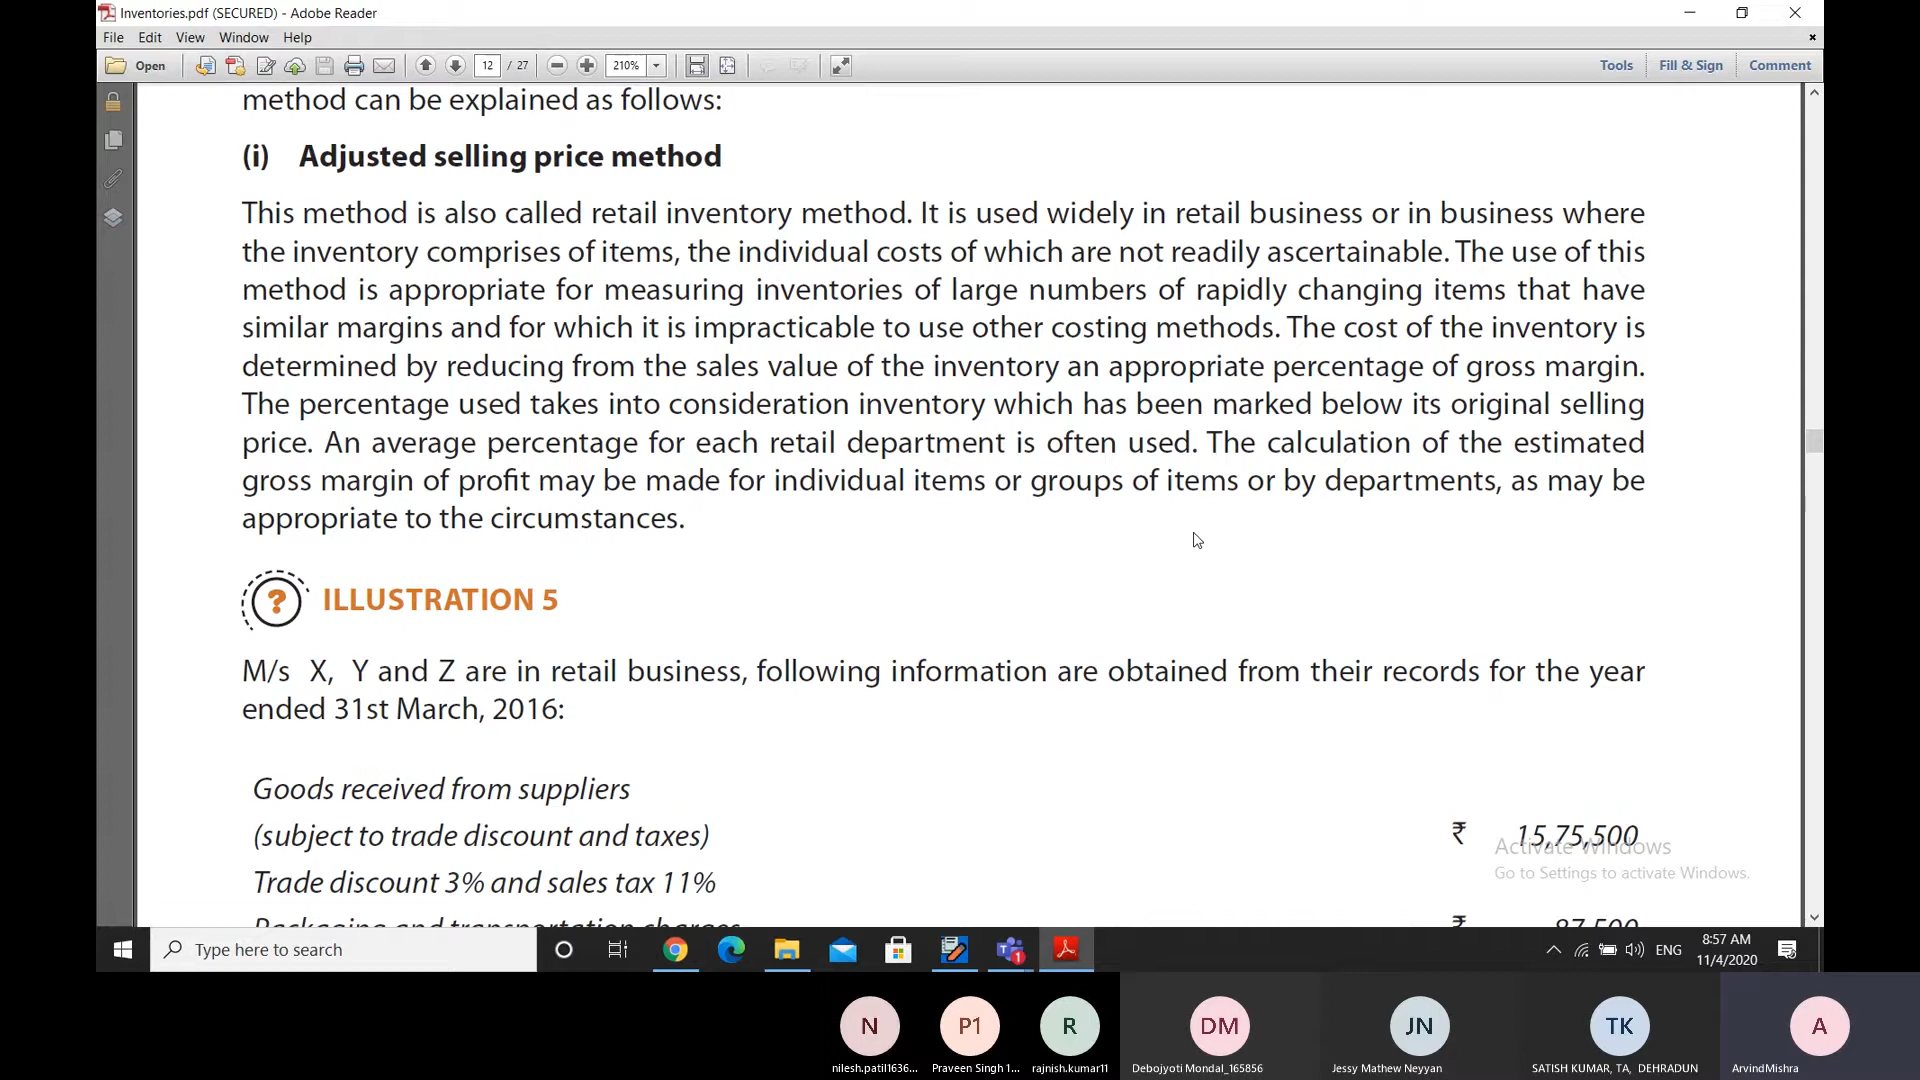 Inventories.pdf (SECURED) - Adobe Reader
File Edit View Window Help
Open 12 / 27 210% Tools Fill & Sign Comment
method can be explained as follows:
(i) Adjusted selling price method
This method is also called retail inventory method. It is used widely in retail business or in business where
the inventory comprises of items, the individual costs of which are not readily ascertainable. The use of this
method is appropriate for measuring inventories of large numbers of rapidly changing items that have
similar margins and for which it is impracticable to use other costing methods. The cost of the inventory is
determined by reducing from the sales value of the inventory an appropriate percentage of gross margin.
The percentage used takes into consideration inventory which has been marked below its original selling
price. An average percentage for each retail department is often used. The calculation of the estimated
gross margin of profit may be made for individual items or groups of items or by departments, as may be
appropriate to the circumstances.
? ILLUSTRATION 5
M/s X, Y and Z are in retail business, following information are obtained from their records for the year
ended 31st March, 2016:
Goods received from suppliers
(subject to trade discount and taxes) ₹ 15,75,500
Activate Windows
Go to Settings to activate Windows.
Trade discount 3% and sales tax 11%
Packaging and transportation charges ₹ 87,500
Type here to search
1
ENG
8:57 AM
11/4/2020
N P1 R DM JN TK A
nilesh.patil1636... Praveen Singh 1... rajnish.kumar11 Debojyoti Mondal_165856 Jessy Mathew Neyyan SATISH KUMAR, TA, DEHRADUN ArvindMishra